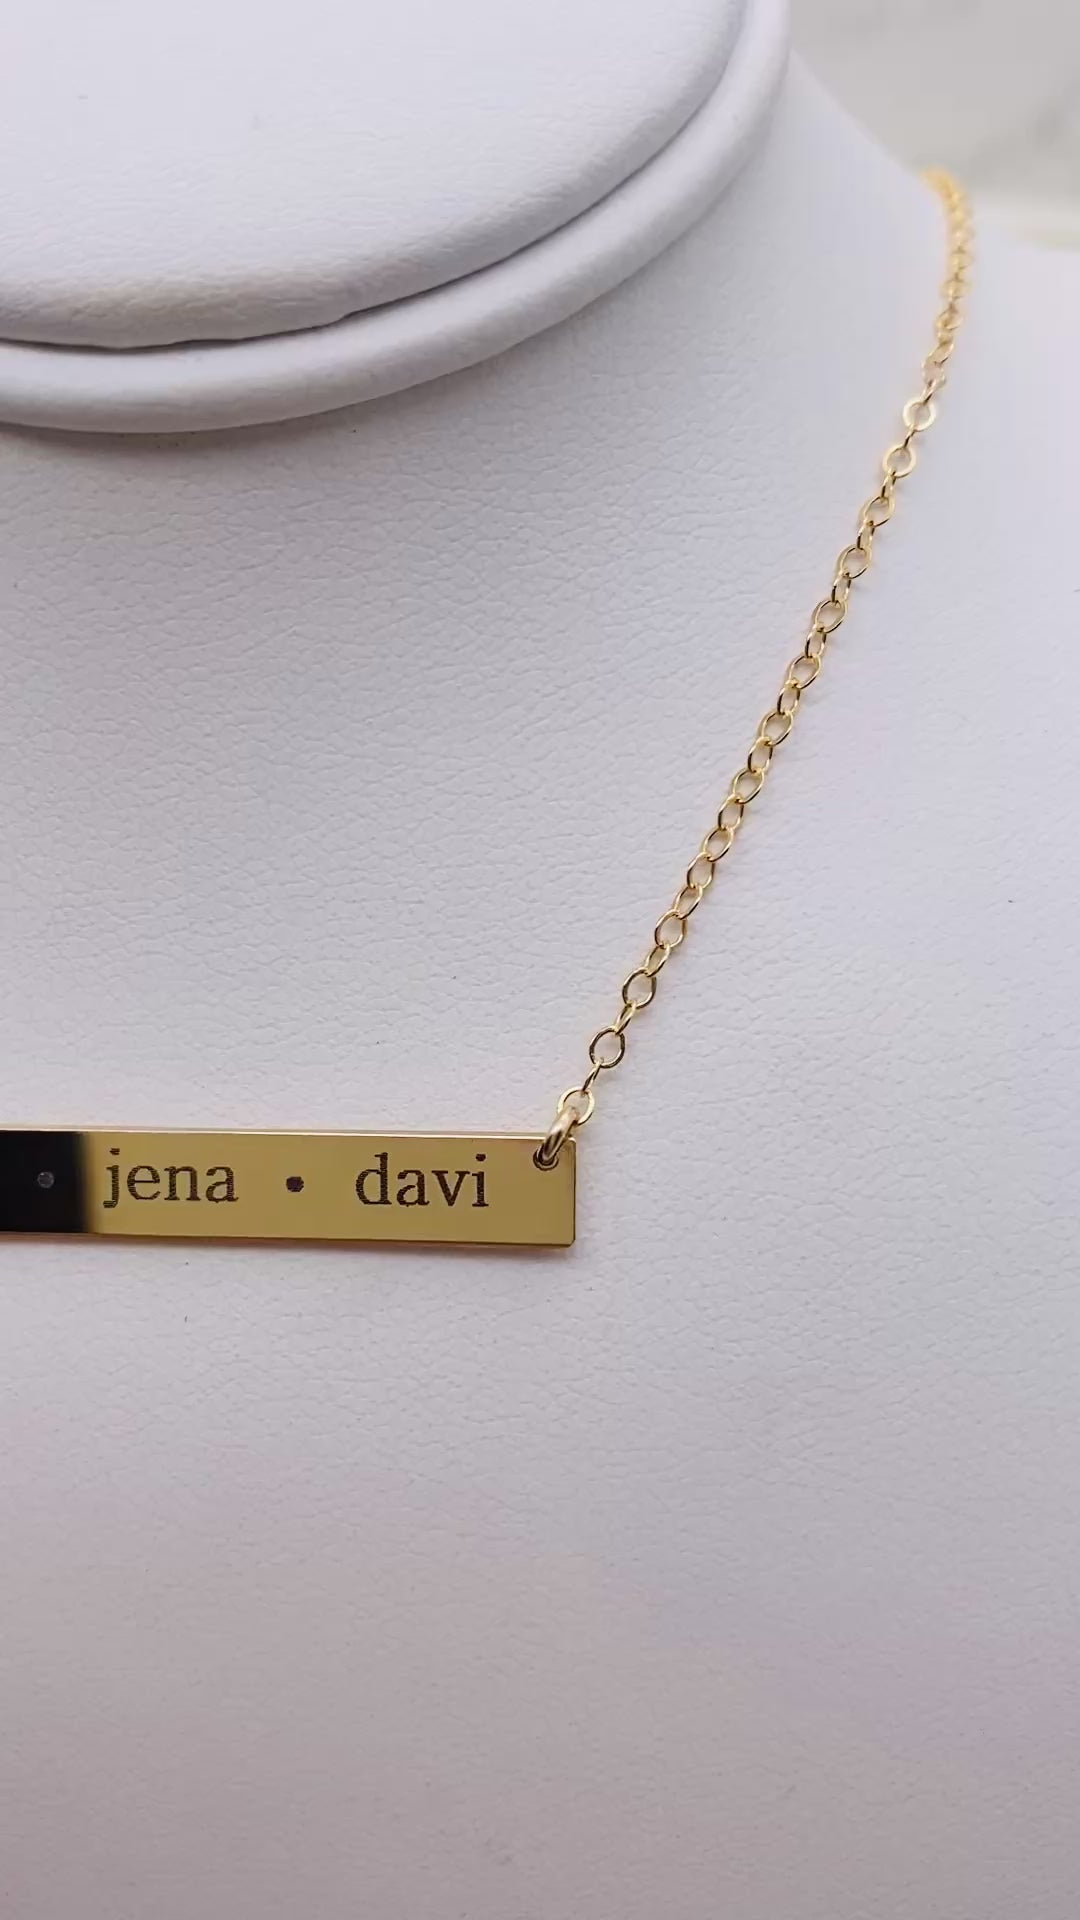 • jena • davi